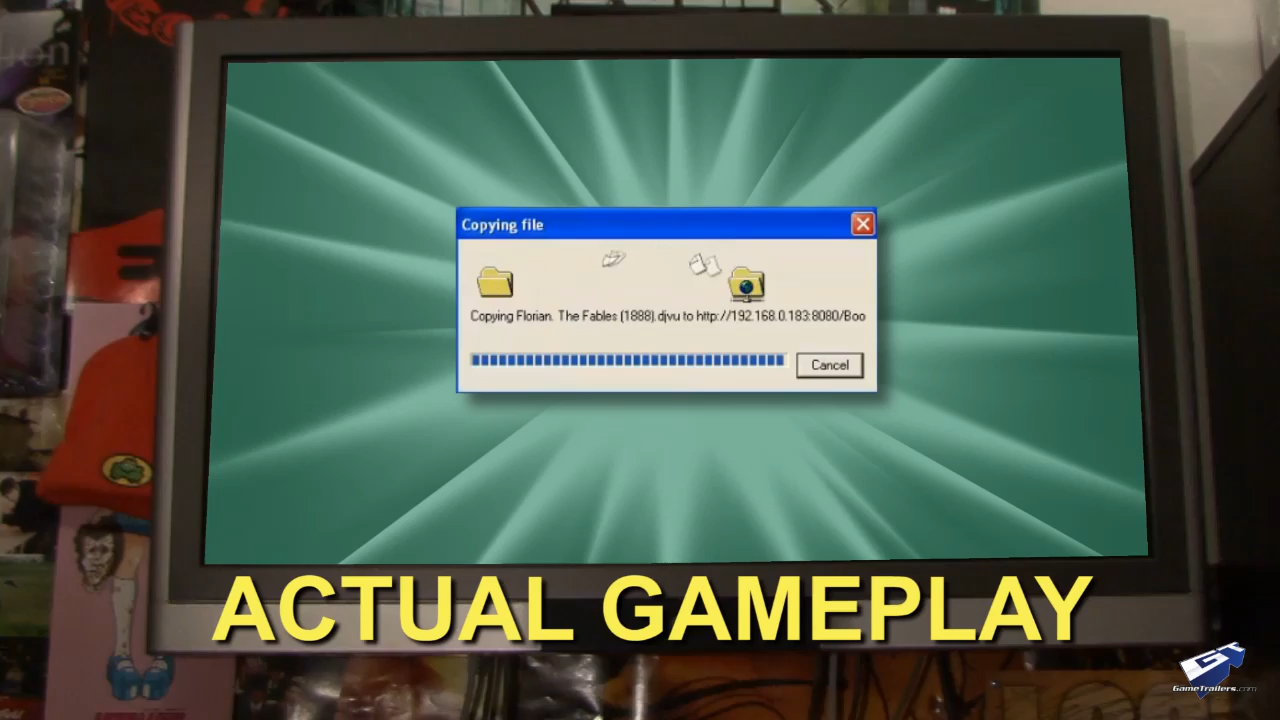 Copying file
Copying Florian. The Fables (1888).djvu to http://192.168.0.183:8080/Boo
Cancel
ACTUAL GAMEPLAY
GT
GameTrailers.com